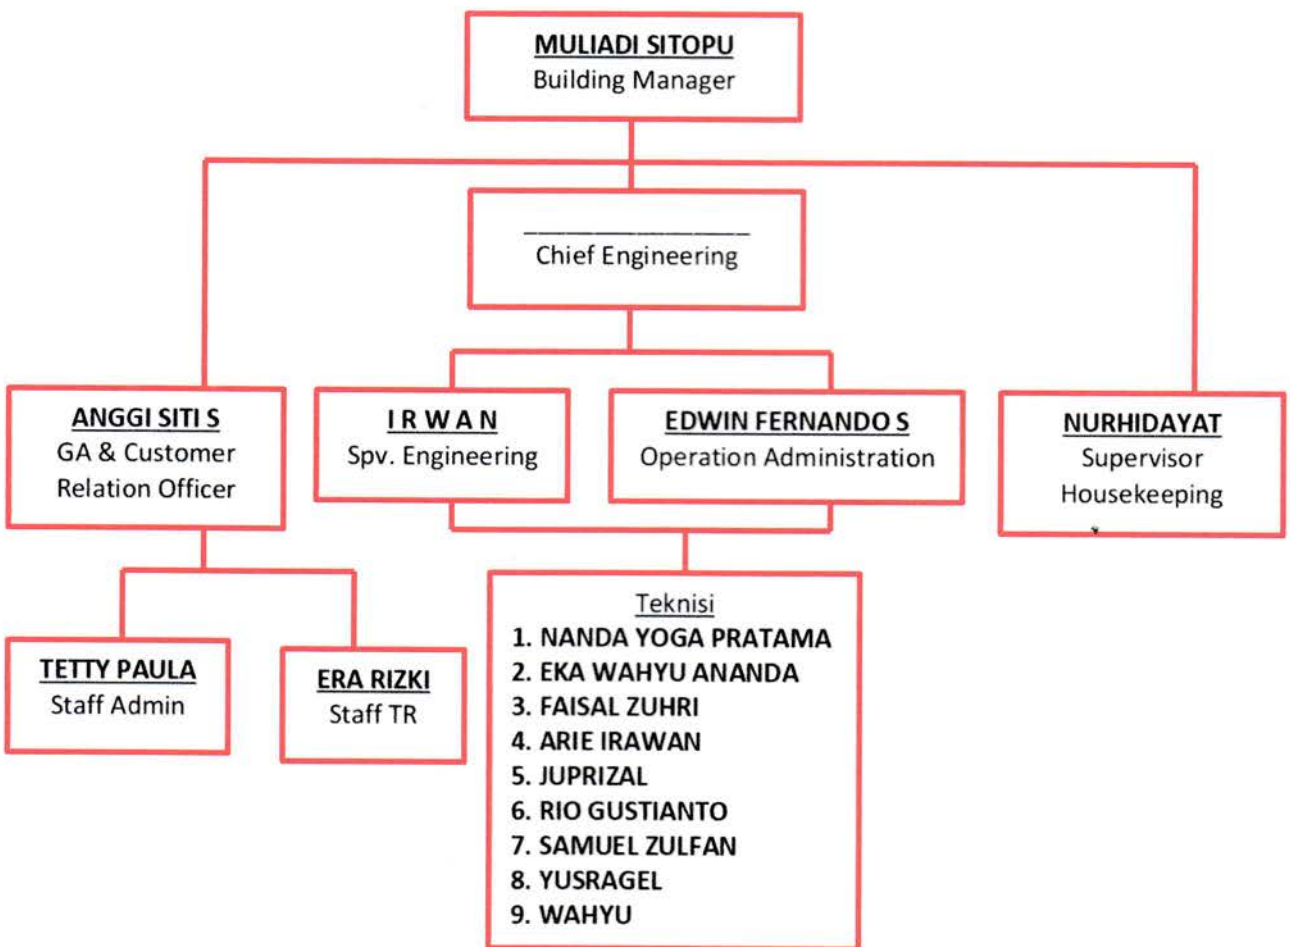 MULIADI SITOPU
Building Manager
Chief Engineering
ANGGI SITI S
GA & Customer
Relation Officer
I R W A N
Spv. Engineering
EDWIN FERNANDO S
Operation Administration
NURHIDAYAT
Supervisor
Housekeeping
TETTY PAULA
Staff Admin
ERA RIZKI
Staff TR
Teknisi
1. NANDA YOGA PRATAMA
2. EKA WAHYU ANANDA
3. FAISAL ZUHRI
4. ARIE IRAWAN
5. JUPRIZAL
6. RIO GUSTIANTO
7. SAMUEL ZULFAN
8. YUSRAGEL
9. WAHYU